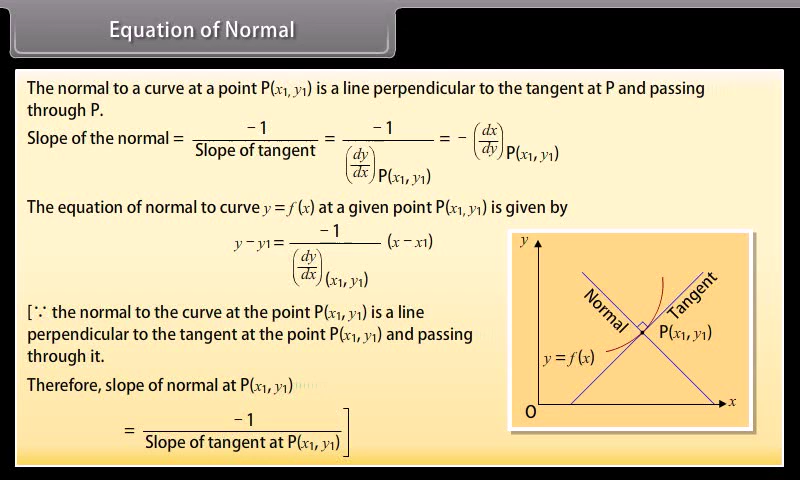 Equation of Normal
The normal to a curve at a point P(x₁, y₁) is a line perpendicular to the tangent at P and passing
through P.
Slope of the normal = −1 / Slope of tangent = −1 / (dy/dx) P(x₁, y₁) = − (dx/dy) P(x₁, y₁)
The equation of normal to curve y = f (x) at a given point P(x₁, y₁) is given by
y − y₁ = −1 / (dy/dx) (x₁, y₁) (x − x₁)
[∵ the normal to the curve at the point P(x₁, y₁) is a line
perpendicular to the tangent at the point P(x₁, y₁) and passing
through it.
Therefore, slope of normal at P(x₁, y₁)
= −1 / Slope of tangent at P(x₁, y₁) ]
y
Normal
Tangent
P(x₁, y₁)
y = f (x)
O
x